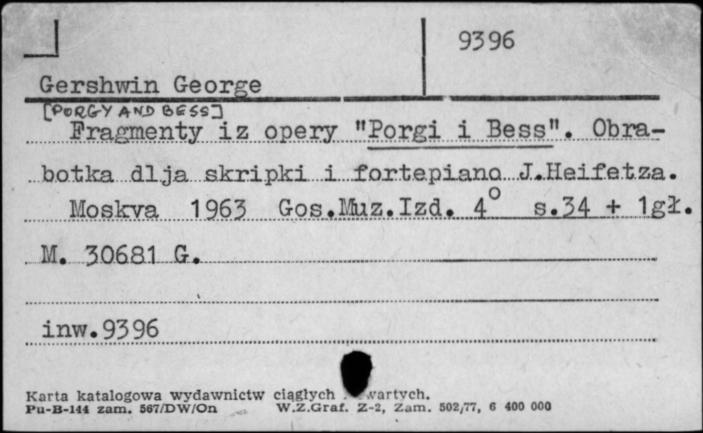 9396
Gershwin George
[PORGY AND BESS]
Fragmenty iz opery "Porgi i Bess". Obra-
botka dlja skripki i fortepiano J.Heifetza.
Moskva 1963 Gos.Muz.Izd. 4° s.34 + 1gł.
M. 30681 G.
inw.9396
Karta katalogowa wydawnictw ciągłych
Pu-B-144 zam. 567/DW/On W.Z.Graf. Z-2, Zam. 502/77, 6 400 000